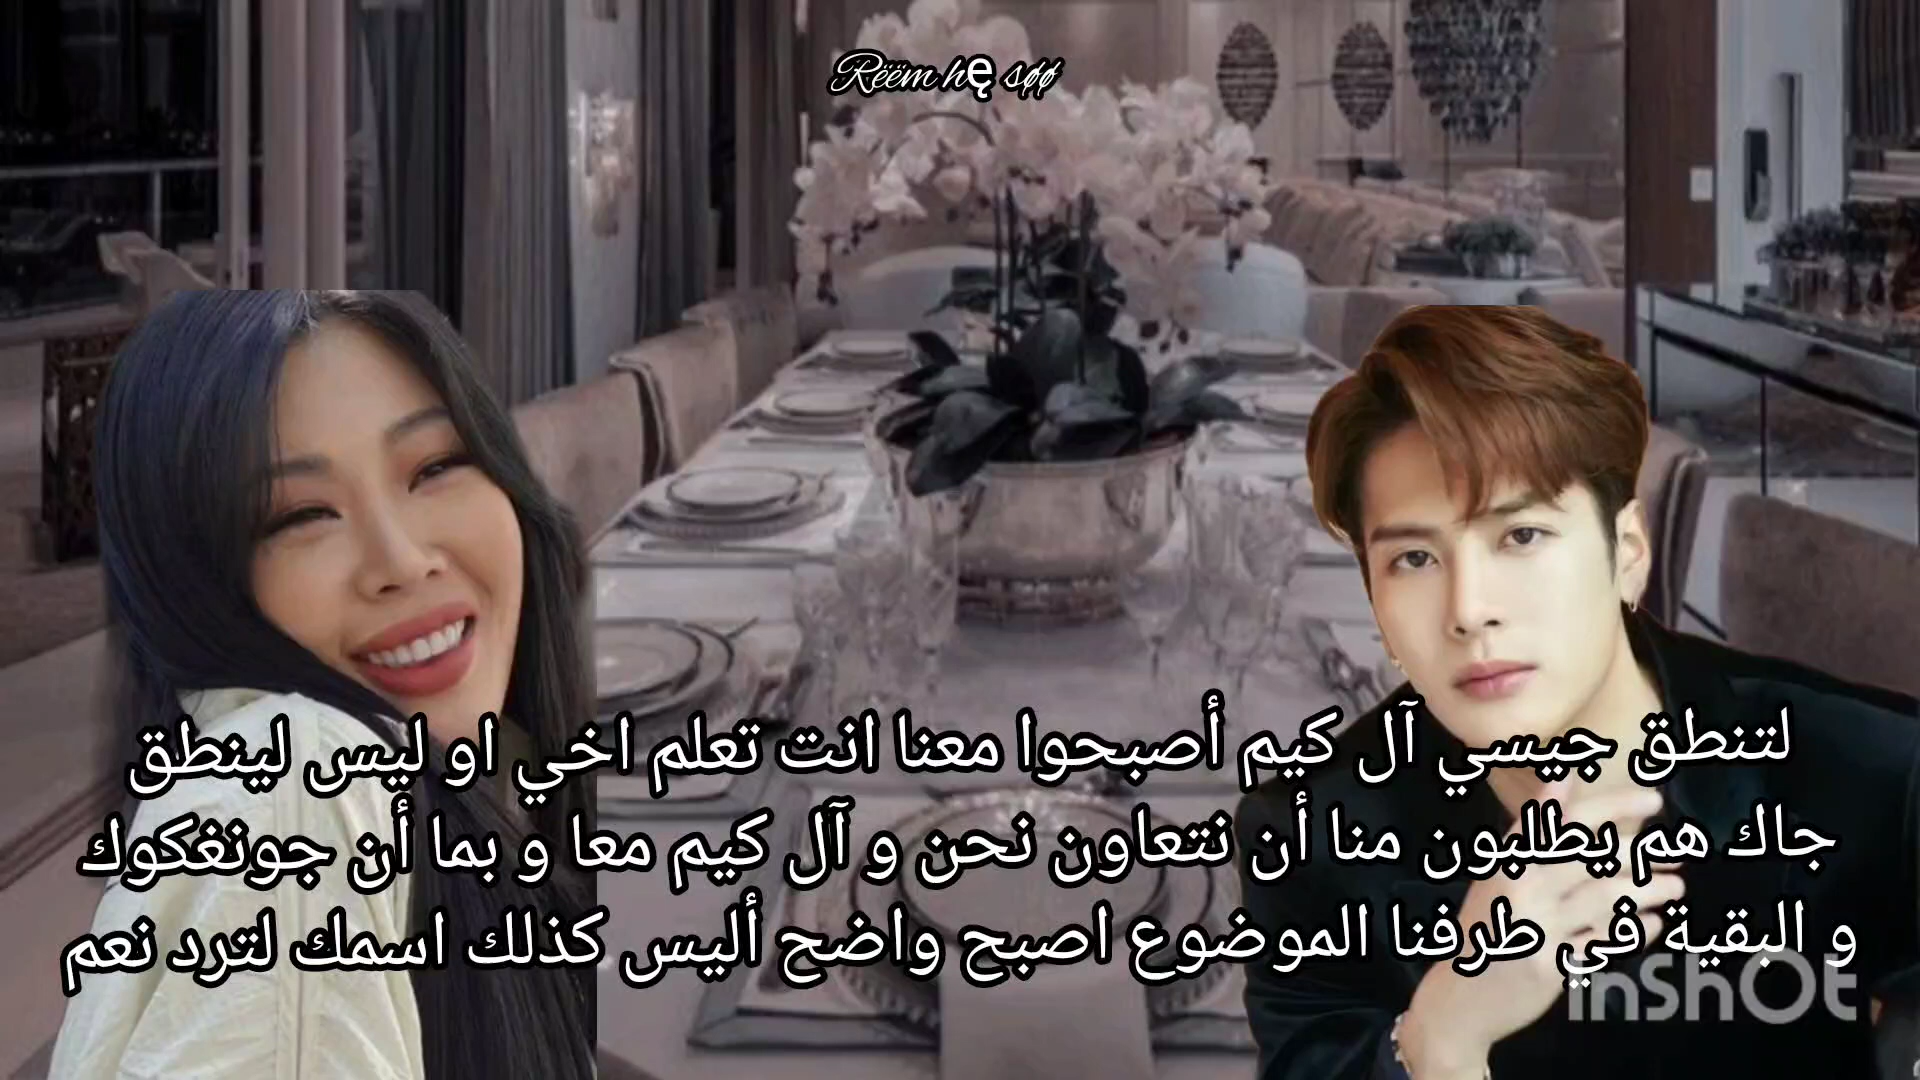 Rëëm hę søø
لتنطق جيسي آل كيم أصبحوا معنا انت تعلم اخي او ليس لينطق
جاك هم يطلبون منا أن نتعاون نحن و آل كيم معا و بما أن جونغكوك
و البقية في طرفنا الموضوع اصبح واضح أليس كذلك اسمك لترد نعم
InShOt